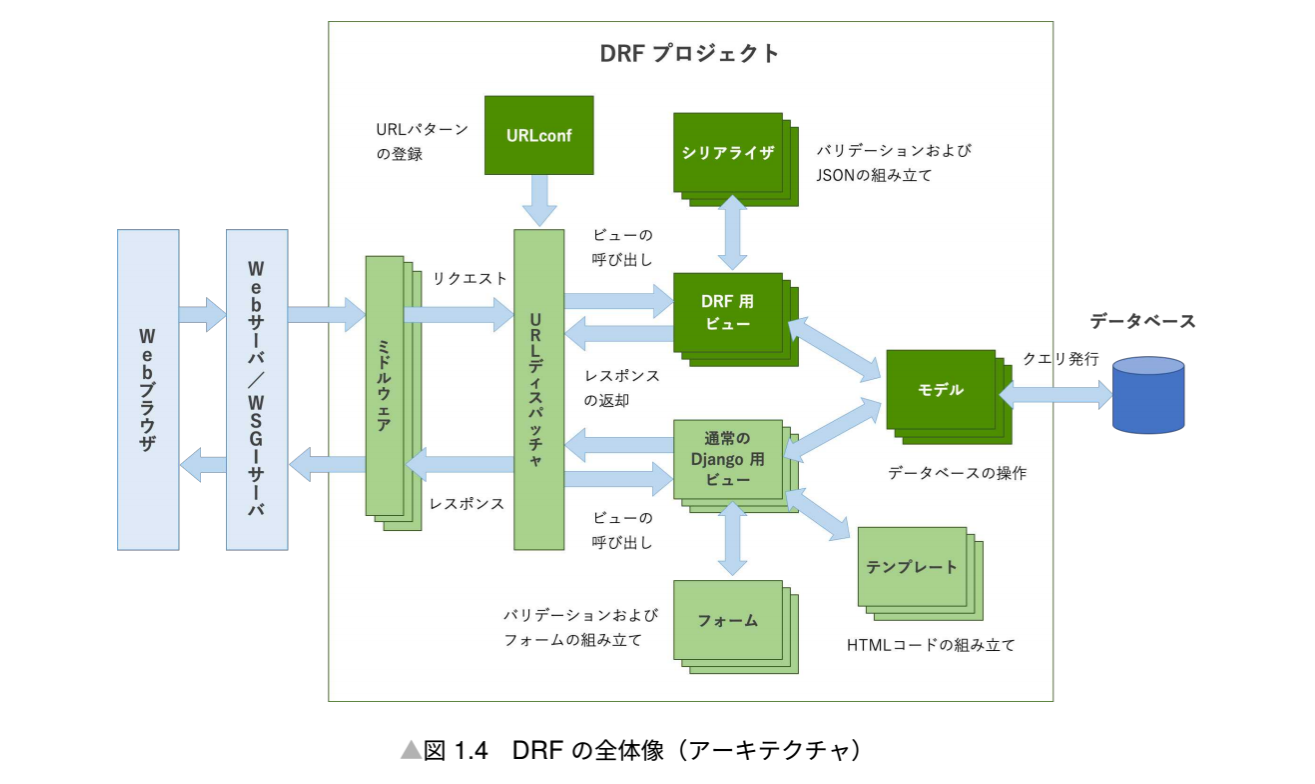 DRF プロジェクト
URLパターン
の登録
URLconf
シリアライザ
バリデーションおよび
JSONの組み立て
ビューの
呼び出し
Webブラウザ
Webサーバ／WSGIサーバ
ミドルウェア
リクエスト
URLディスパッチャ
DRF 用
ビュー
データベース
クエリ発行
レスポンス
の返却
モデル
データベースの操作
通常の
Django 用
ビュー
レスポンス
ビューの
呼び出し
テンプレート
HTMLコードの組み立て
バリデーションおよび
フォームの組み立て
フォーム
▲図 1.4　DRF の全体像（アーキテクチャ）